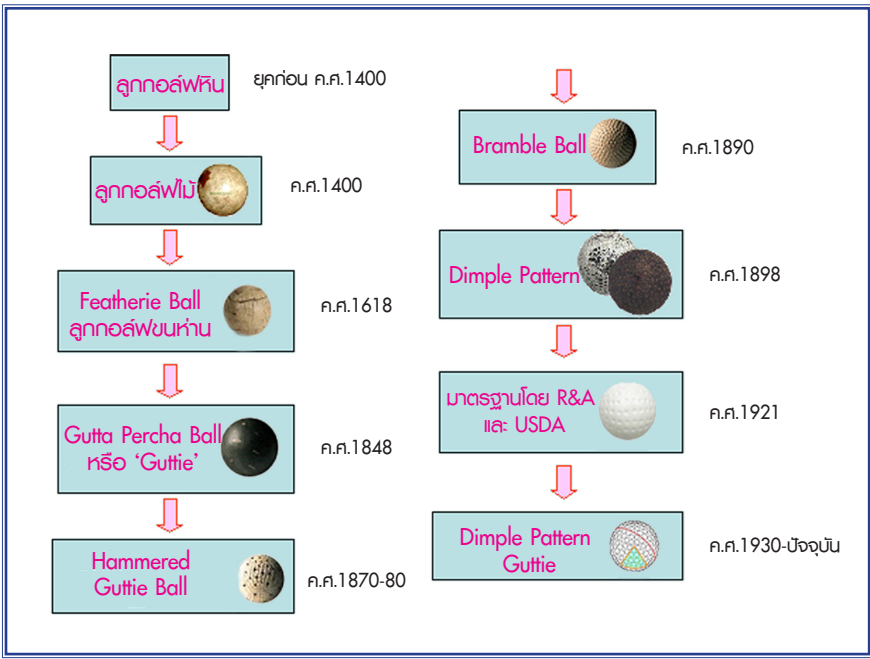 ลูกกอล์ฟหิน
ยุคก่อน ค.ศ.1400
ลูกกอล์ฟไม้
ค.ศ.1400
Featherie Ball
ลูกกอล์ฟขนห่าน
ค.ศ.1618
Gutta Percha Ball
หรือ ‘Guttie’
ค.ศ.1848
Hammered
Guttie Ball
ค.ศ.1870-80
Bramble Ball
ค.ศ.1890
Dimple Pattern
ค.ศ.1898
มาตรฐานโดย R&A
และ USDA
ค.ศ.1921
Dimple Pattern
Guttie
ค.ศ.1930-ปัจจุบัน